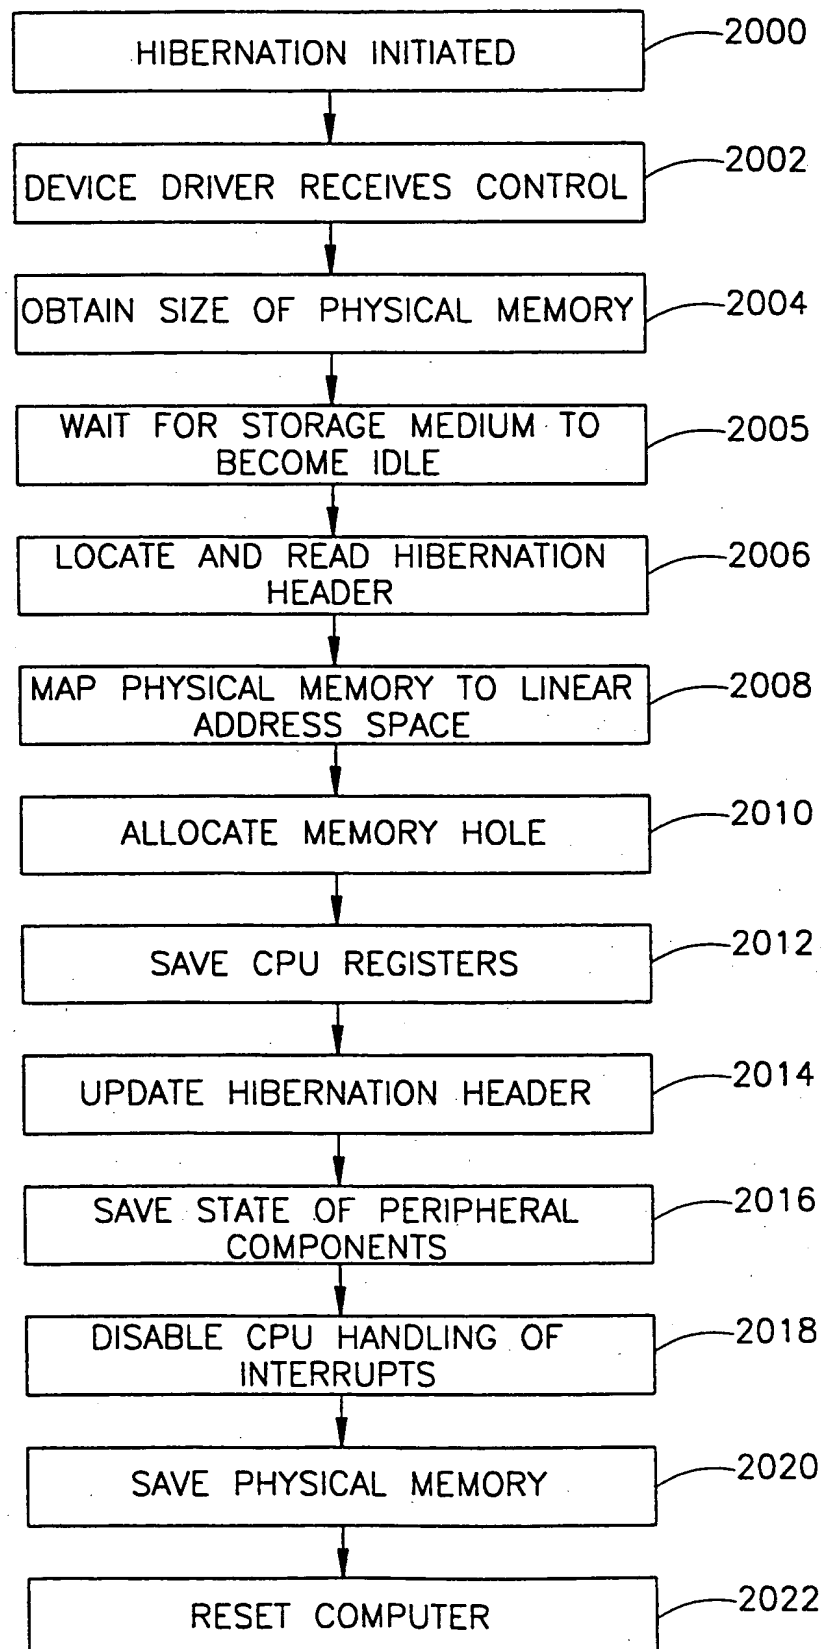 HIBERNATION INITIATED
2000
DEVICE DRIVER RECEIVES CONTROL
2002
OBTAIN SIZE OF PHYSICAL MEMORY
2004
WAIT FOR STORAGE MEDIUM TO
BECOME IDLE
2005
LOCATE AND READ HIBERNATION
HEADER
2006
MAP PHYSICAL MEMORY TO LINEAR
ADDRESS SPACE
2008
ALLOCATE MEMORY HOLE
2010
SAVE CPU REGISTERS
2012
UPDATE HIBERNATION HEADER
2014
SAVE STATE OF PERIPHERAL
COMPONENTS
2016
DISABLE CPU HANDLING OF
INTERRUPTS
2018
SAVE PHYSICAL MEMORY
2020
RESET COMPUTER
2022